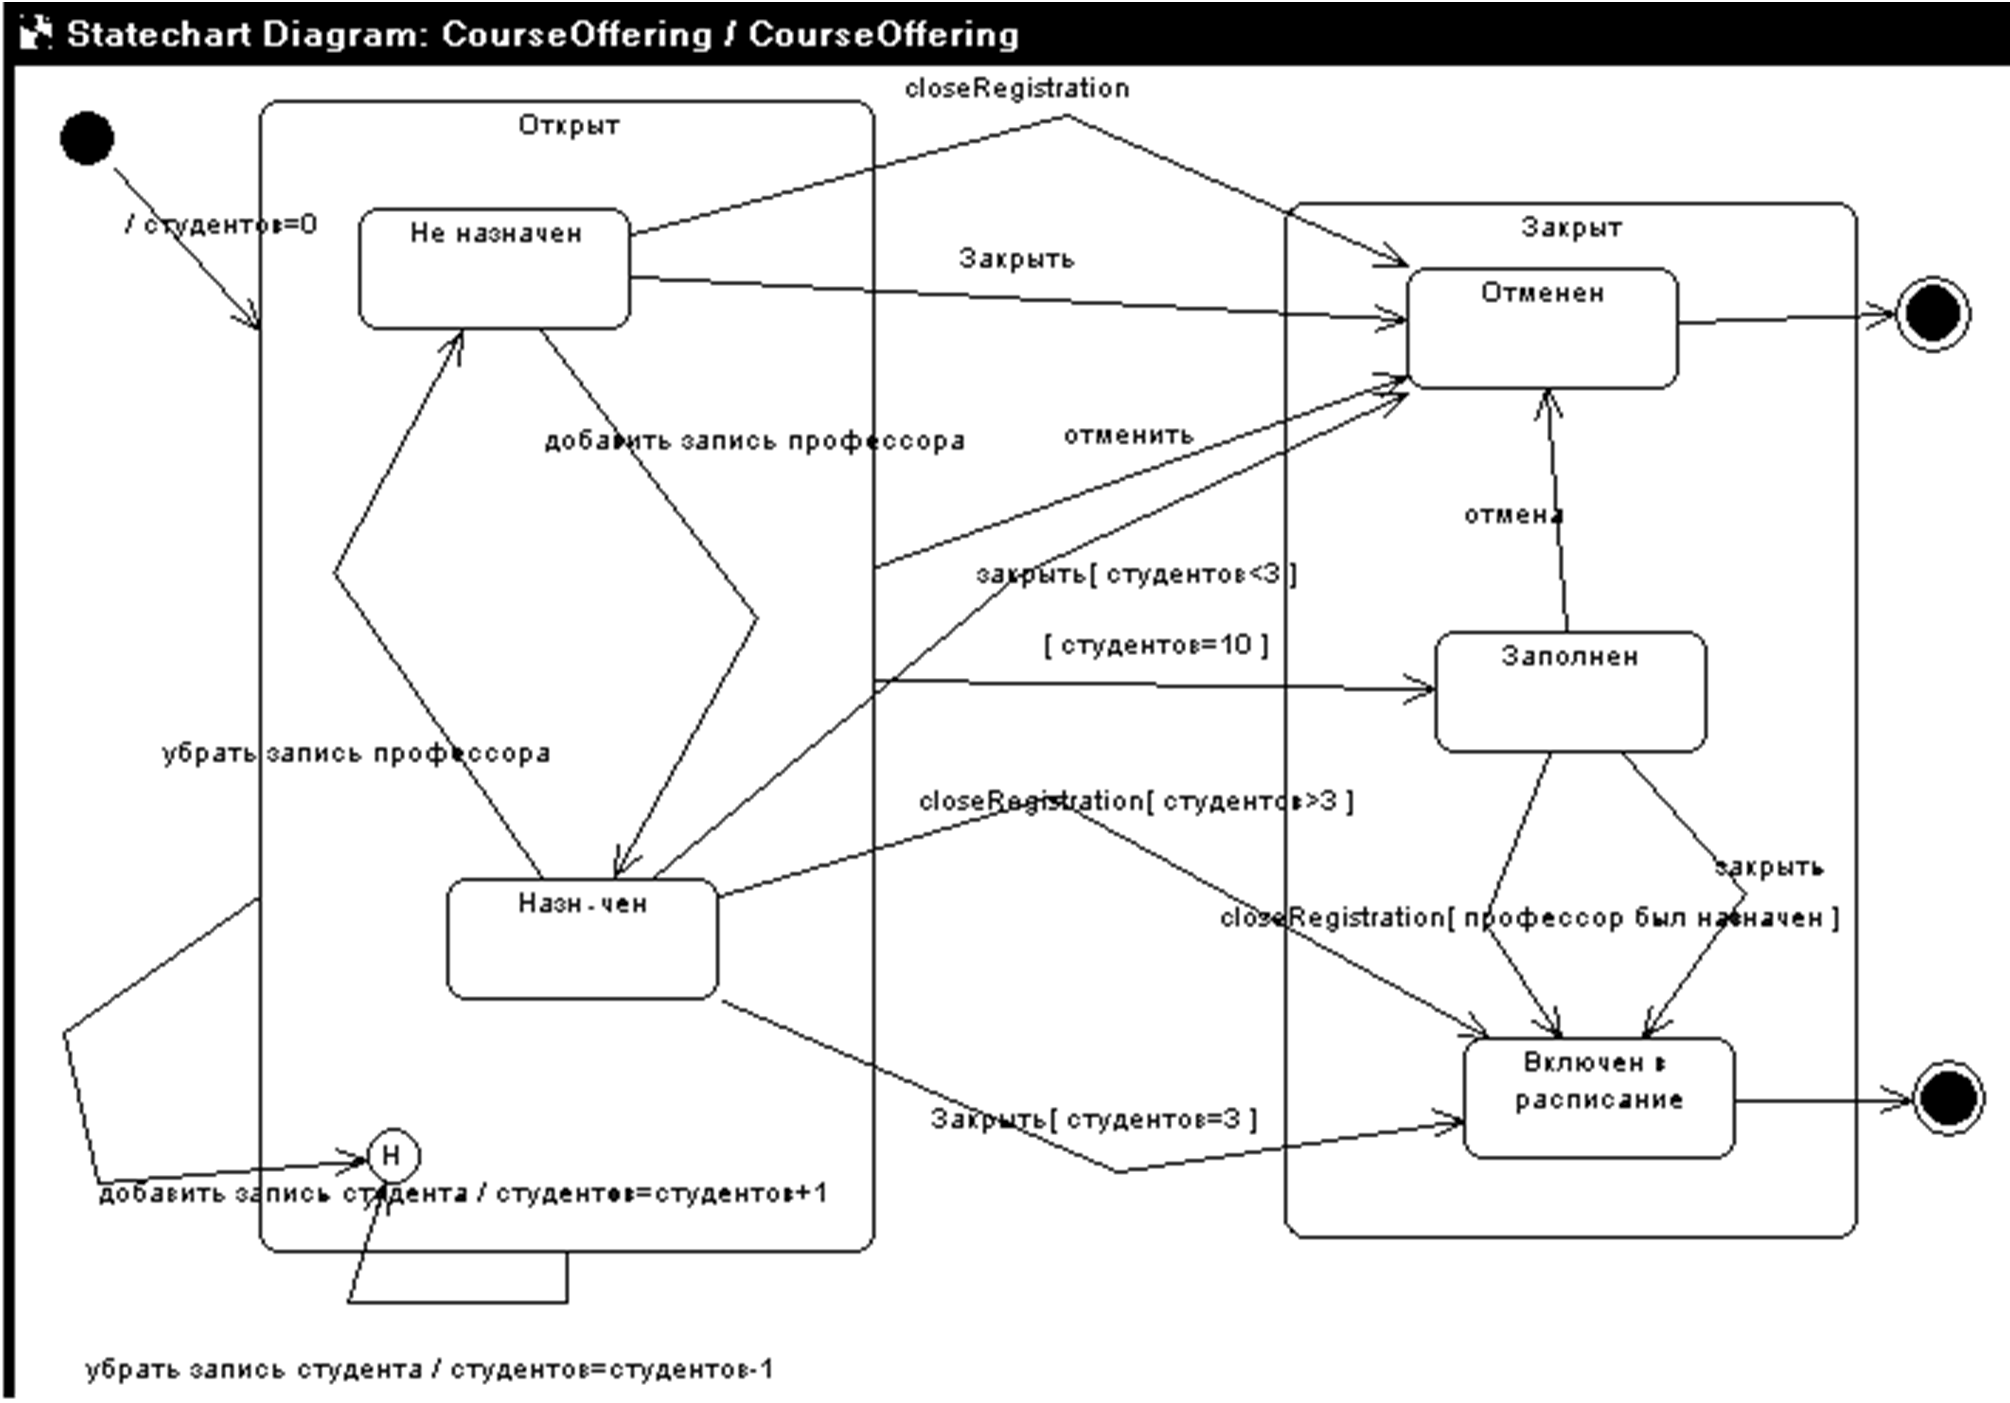 Statechart Diagram: CourseOffering / CourseOffering
closeRegistration
Открыт
/ студентов=0
Не назначен
Закрыт
Закрыть
Отменен
добавить запись профессора
отменить
отмена
закрыть[ студентов<3 ]
[ студентов=10 ]
Заполнен
убрать запись профессора
closeRegistration[ студентов>3 ]
закрыть
Назн-чен
closeRegistration[ профессор был назначен ]
Включен в
расписание
Закрыть[ студентов=3 ]
H
добавить запись студента / студентов=студентов+1
убрать запись студента / студентов=студентов-1